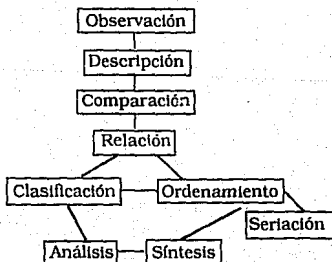 Observación
Descripción
Comparación
Relación
Clasificación Ordenamiento
Seriación
Análisis Síntesis